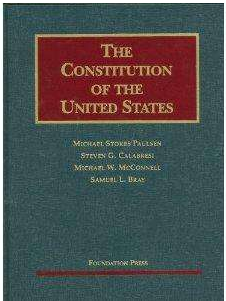 THE
CONSTITUTION
OF THE
UNITED STATES
MICHAEL STOKES PAULSEN
STEVEN G. CALABRESI
MICHAEL W. MCCONNELL
SAMUEL L. BRAY
FOUNDATION PRESS